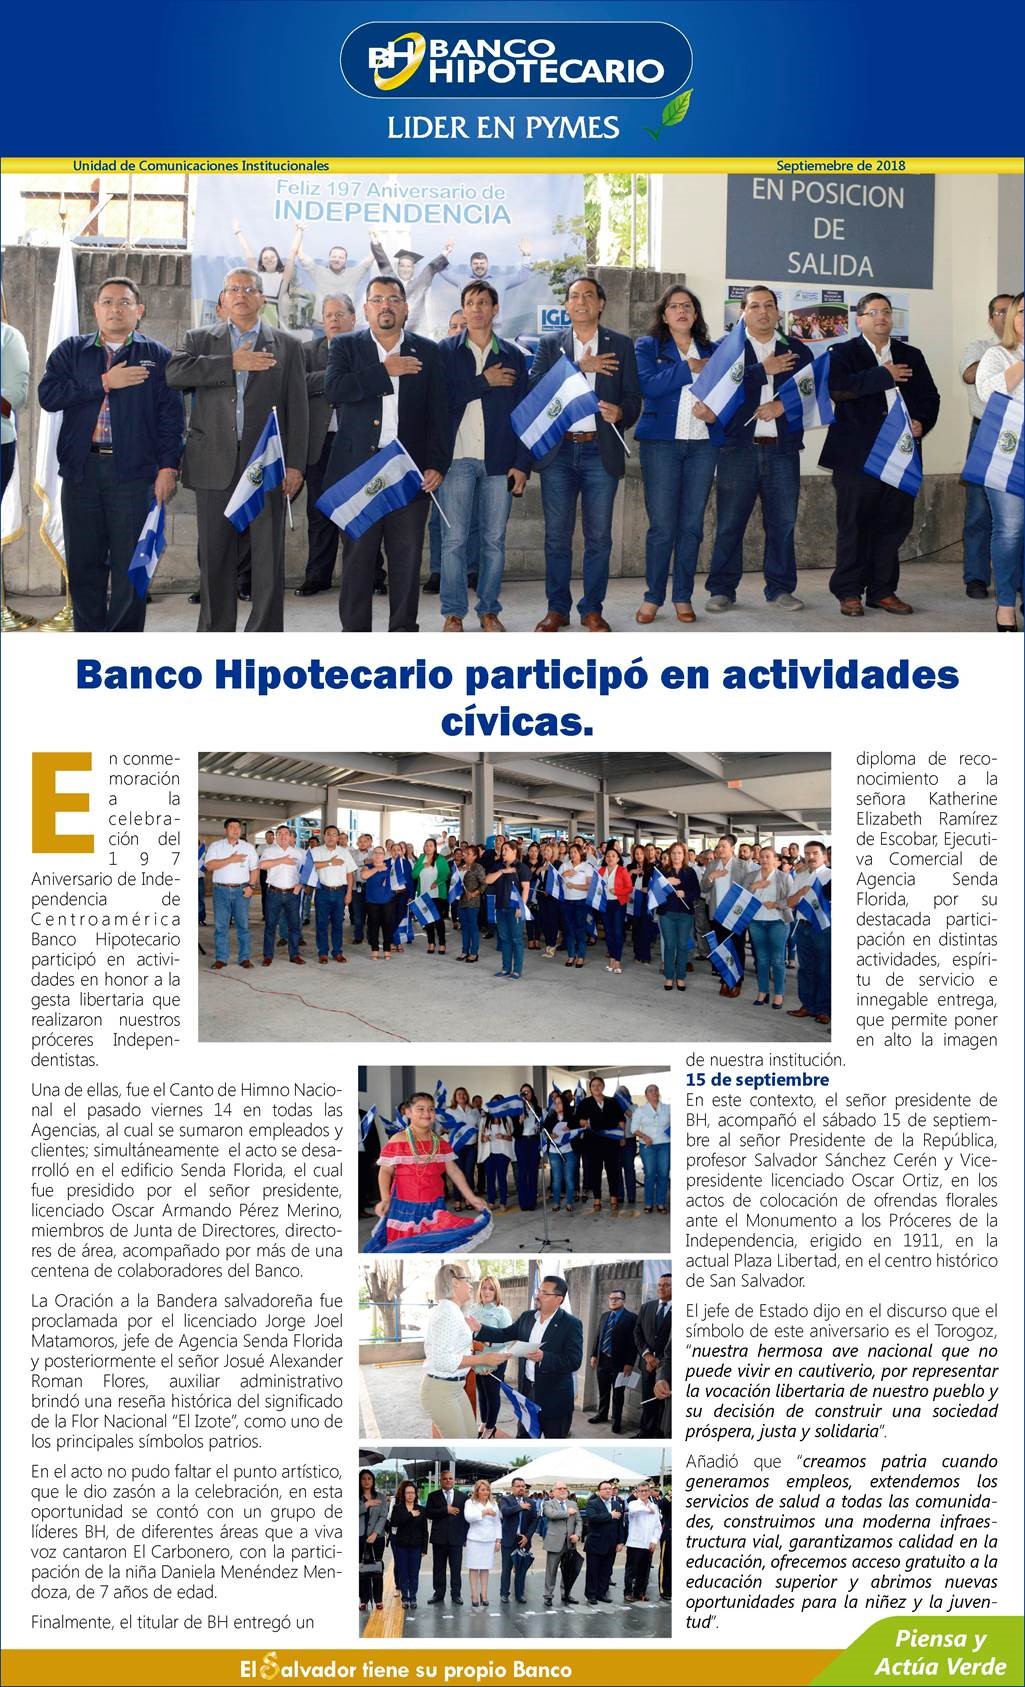 BH BANCO
HIPOTECARIO
LIDER EN PYMES
Unidad de Comunicaciones Institucionales
Septiemebre de 2018
Feliz 197 Aniversario de
INDEPENDENCIA
EN POSICION
DE
SALIDA
Banco Hipotecario participó en actividades
cívicas.
En conme-
moración
a la
celebra-
ción del
1 9 7
Aniversario de Inde-
pendencia de
Centroamérica
Banco Hipotecario
participó en activi-
dades en honor a la
gesta libertaria que
realizaron nuestros
próceres Indepen-
dentistas.
Una de ellas, fue el Canto de Himno Nacio-
nal el pasado viernes 14 en todas las
Agencias, al cual se sumaron empleados y
clientes; simultáneamente el acto se desa-
rrolló en el edificio Senda Florida, el cual
fue presidido por el señor presidente,
licenciado Oscar Armando Pérez Merino,
miembros de Junta de Directores, directo-
res de área, acompañado por más de una
centena de colaboradores del Banco.
La Oración a la Bandera salvadoreña fue
proclamada por el licenciado Jorge Joel
Matamoros, jefe de Agencia Senda Florida
y posteriormente el señor Josué Alexander
Roman Flores, auxiliar administrativo
brindó una reseña histórica del significado
de la Flor Nacional “El Izote”, como uno de
los principales símbolos patrios.
En el acto no pudo faltar el punto artístico,
que le dio zasón a la celebración, en esta
oportunidad se contó con un grupo de
líderes BH, de diferentes áreas que a viva
voz cantaron El Carbonero, con la partici-
pación de la niña Daniela Menéndez Men-
doza, de 7 años de edad.
Finalmente, el titular de BH entregó un
diploma de reco-
nocimiento a la
señora Katherine
Elizabeth Ramírez
de Escobar, Ejecuti-
va Comercial de
Agencia Senda
Florida, por su
destacada partici-
pación en distintas
actividades, espíri-
tu de servicio e
innegable entrega,
que permite poner
en alto la imagen
de nuestra institución.
15 de septiembre
En este contexto, el señor presidente de
BH, acompañó el sábado 15 de septiem-
bre al señor Presidente de la República,
profesor Salvador Sánchez Cerén y Vice-
presidente licenciado Oscar Ortiz, en los
actos de colocación de ofrendas florales
ante el Monumento a los Próceres de la
Independencia, erigido en 1911, en la
actual Plaza Libertad, en el centro histórico
de San Salvador.
El jefe de Estado dijo en el discurso que el
símbolo de este aniversario es el Torogoz,
“nuestra hermosa ave nacional que no
puede vivir en cautiverio, por representar
la vocación libertaria de nuestro pueblo y
su decisión de construir una sociedad
próspera, justa y solidaria”.
Añadió que “creamos patria cuando
generamos empleos, extendemos los
servicios de salud a todas las comunida-
des, construimos una moderna infraes-
tructura vial, garantizamos calidad en la
educación, ofrecemos acceso gratuito a la
educación superior y abrimos nuevas
oportunidades para la niñez y la juven-
tud”.
El Salvador tiene su propio Banco
Piensa y
Actúa Verde